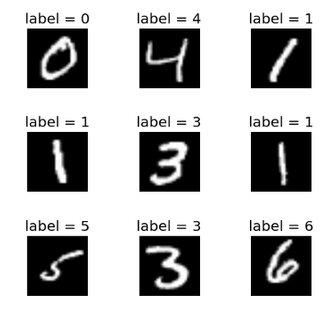 label = 0 label = 4 label = 1
0 4 1
label = 1 label = 3 label = 1
1 3 1
label = 5 label = 3 label = 6
5 3 6